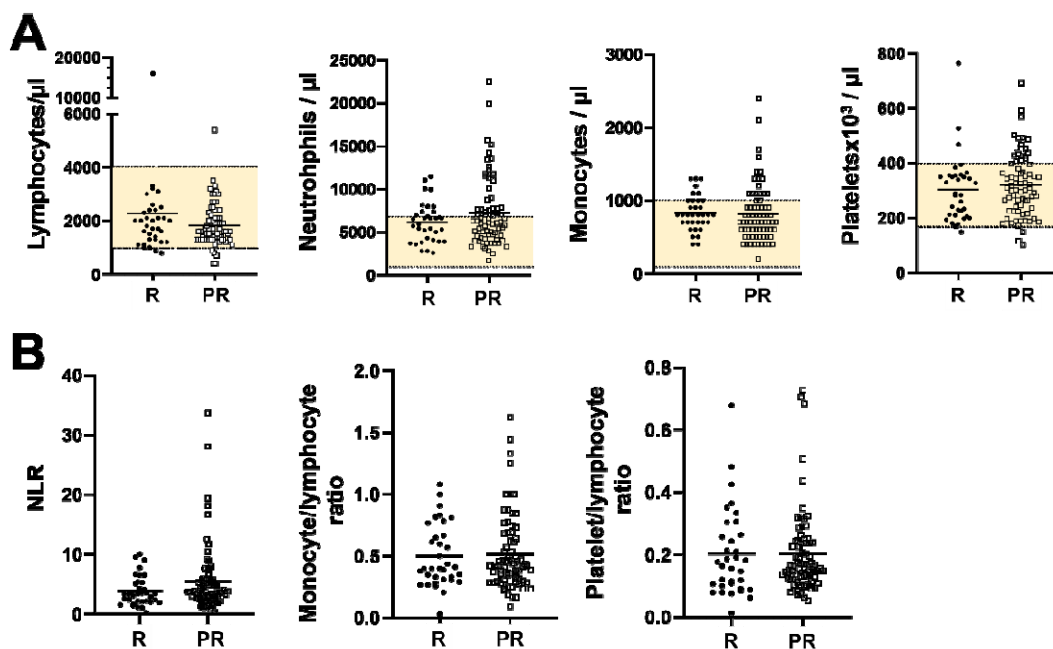 A
Lymphocytes/µl
20000
10000
6000
4000
2000
0
R PR
Neutrophils / µl
25000
20000
15000
10000
5000
0
R PR
Monocytes / µl
3000
2000
1000
0
R PR
Plateletsx10³ / µl
800
600
400
200
0
R PR
B
NLR
40
30
20
10
0
R PR
Monocyte/lymphocyte
ratio
2.0
1.5
1.0
0.5
0.0
R PR
Platelet/lymphocyte
ratio
0.8
0.6
0.4
0.2
0.0
R PR